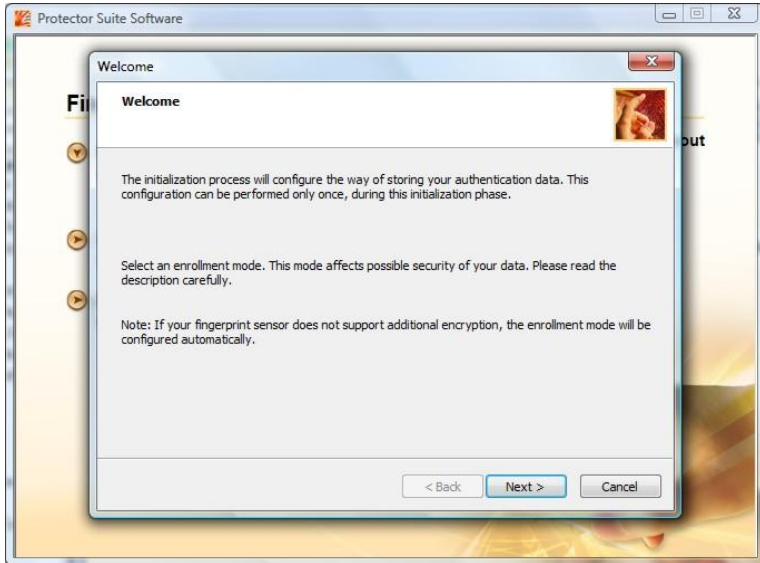 Protector Suite Software
Welcome
Welcome
The initialization process will configure the way of storing your authentication data. This
configuration can be performed only once, during this initialization phase.
Select an enrollment mode. This mode affects possible security of your data. Please read the
description carefully.
Note: If your fingerprint sensor does not support additional encryption, the enrollment mode will be
configured automatically.
< Back Next > Cancel